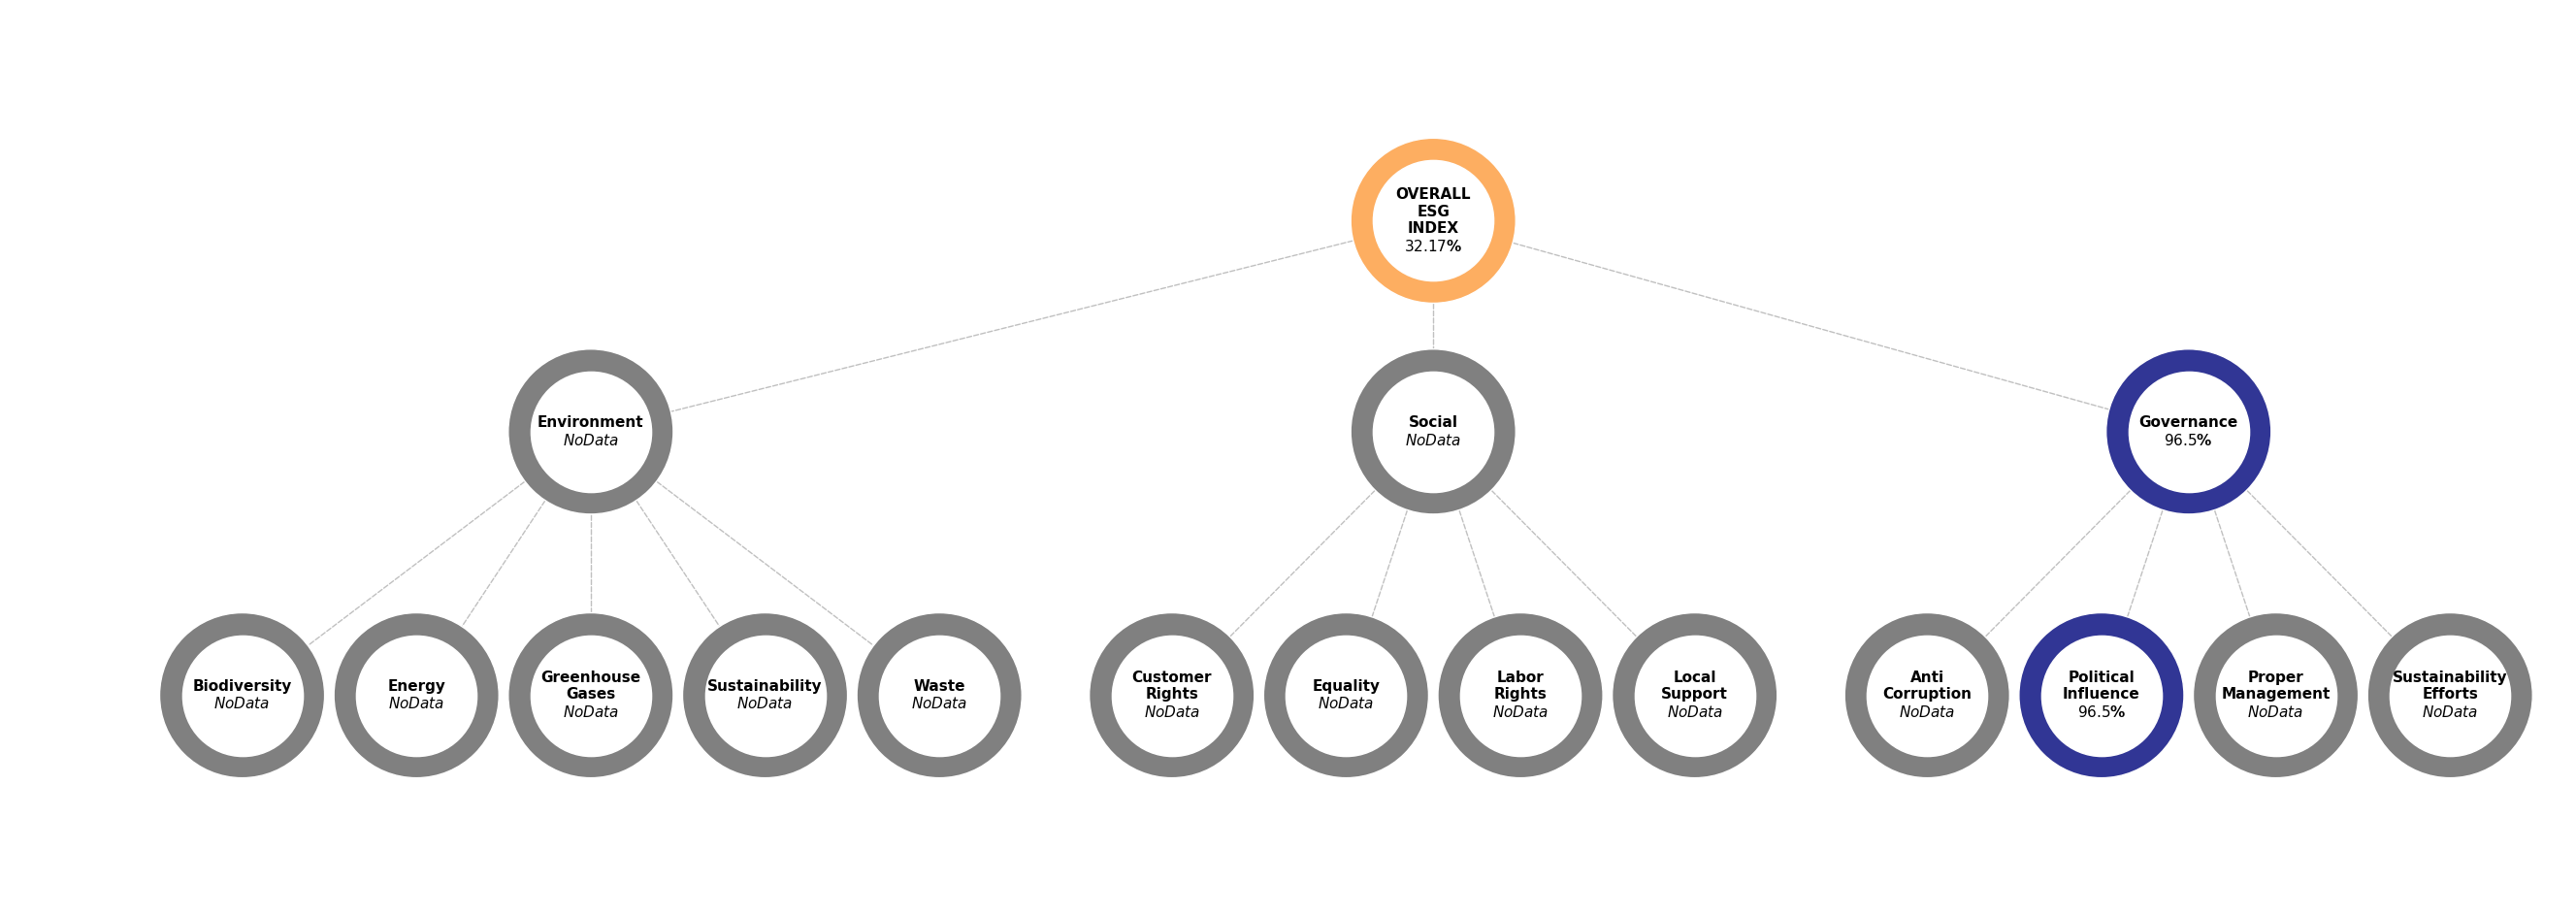 OVERALL
ESG
INDEX
32.17%
Environment
NoData
Social
NoData
Governance
96.5%
Biodiversity
NoData
Energy
NoData
Greenhouse
Gases
NoData
Sustainability
NoData
Waste
NoData
Customer
Rights
NoData
Equality
NoData
Labor
Rights
NoData
Local
Support
NoData
Anti
Corruption
NoData
Political
Influence
96.5%
Proper
Management
NoData
Sustainability
Efforts
NoData